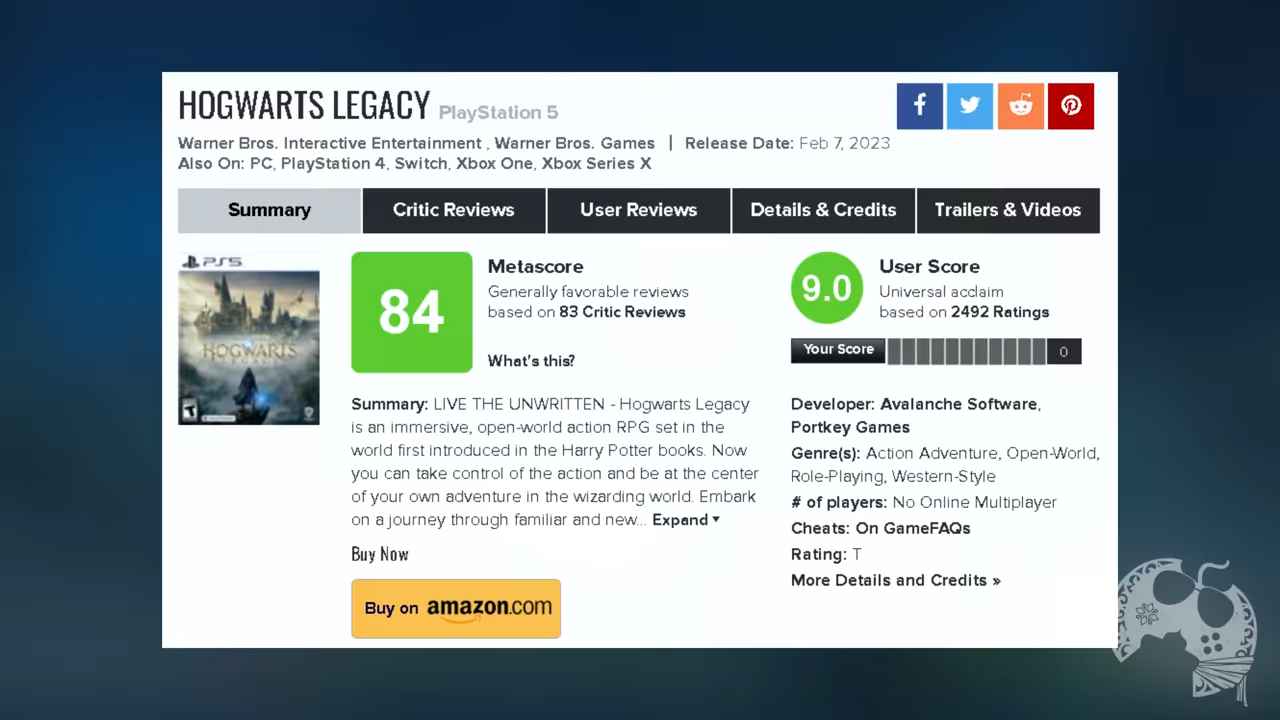 HOGWARTS LEGACY PlayStation 5
Warner Bros. Interactive Entertainment , Warner Bros. Games | Release Date: Feb 7, 2023
Also On: PC, PlayStation 4, Switch, Xbox One, Xbox Series X
Summary Critic Reviews User Reviews Details & Credits Trailers & Videos
PS5
HOGWARTS
LEGACY
T
84
Metascore
Generally favorable reviews
based on 83 Critic Reviews
What's this?
9.0
User Score
Universal acclaim
based on 2492 Ratings
Your Score 0
Summary: LIVE THE UNWRITTEN - Hogwarts Legacy
is an immersive, open-world action RPG set in the
world first introduced in the Harry Potter books. Now
you can take control of the action and be at the center
of your own adventure in the wizarding world. Embark
on a journey through familiar and new... Expand
Buy Now
Buy on amazon.com
Developer: Avalanche Software,
Portkey Games
Genre(s): Action Adventure, Open-World,
Role-Playing, Western-Style
# of players: No Online Multiplayer
Cheats: On GameFAQs
Rating: T
More Details and Credits »